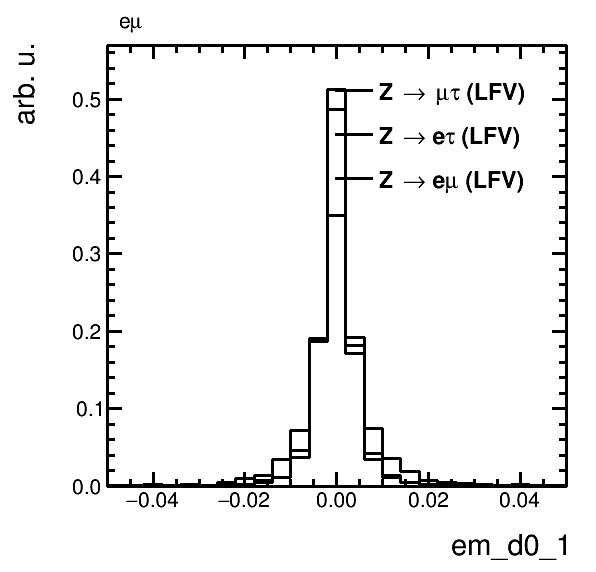 eμ
arb. u.
Z → μτ (LFV)
Z → eτ (LFV)
Z → eμ (LFV)
0.5
0.4
0.3
0.2
0.1
0.0
−0.04 −0.02 0.00 0.02 0.04
em_d0_1